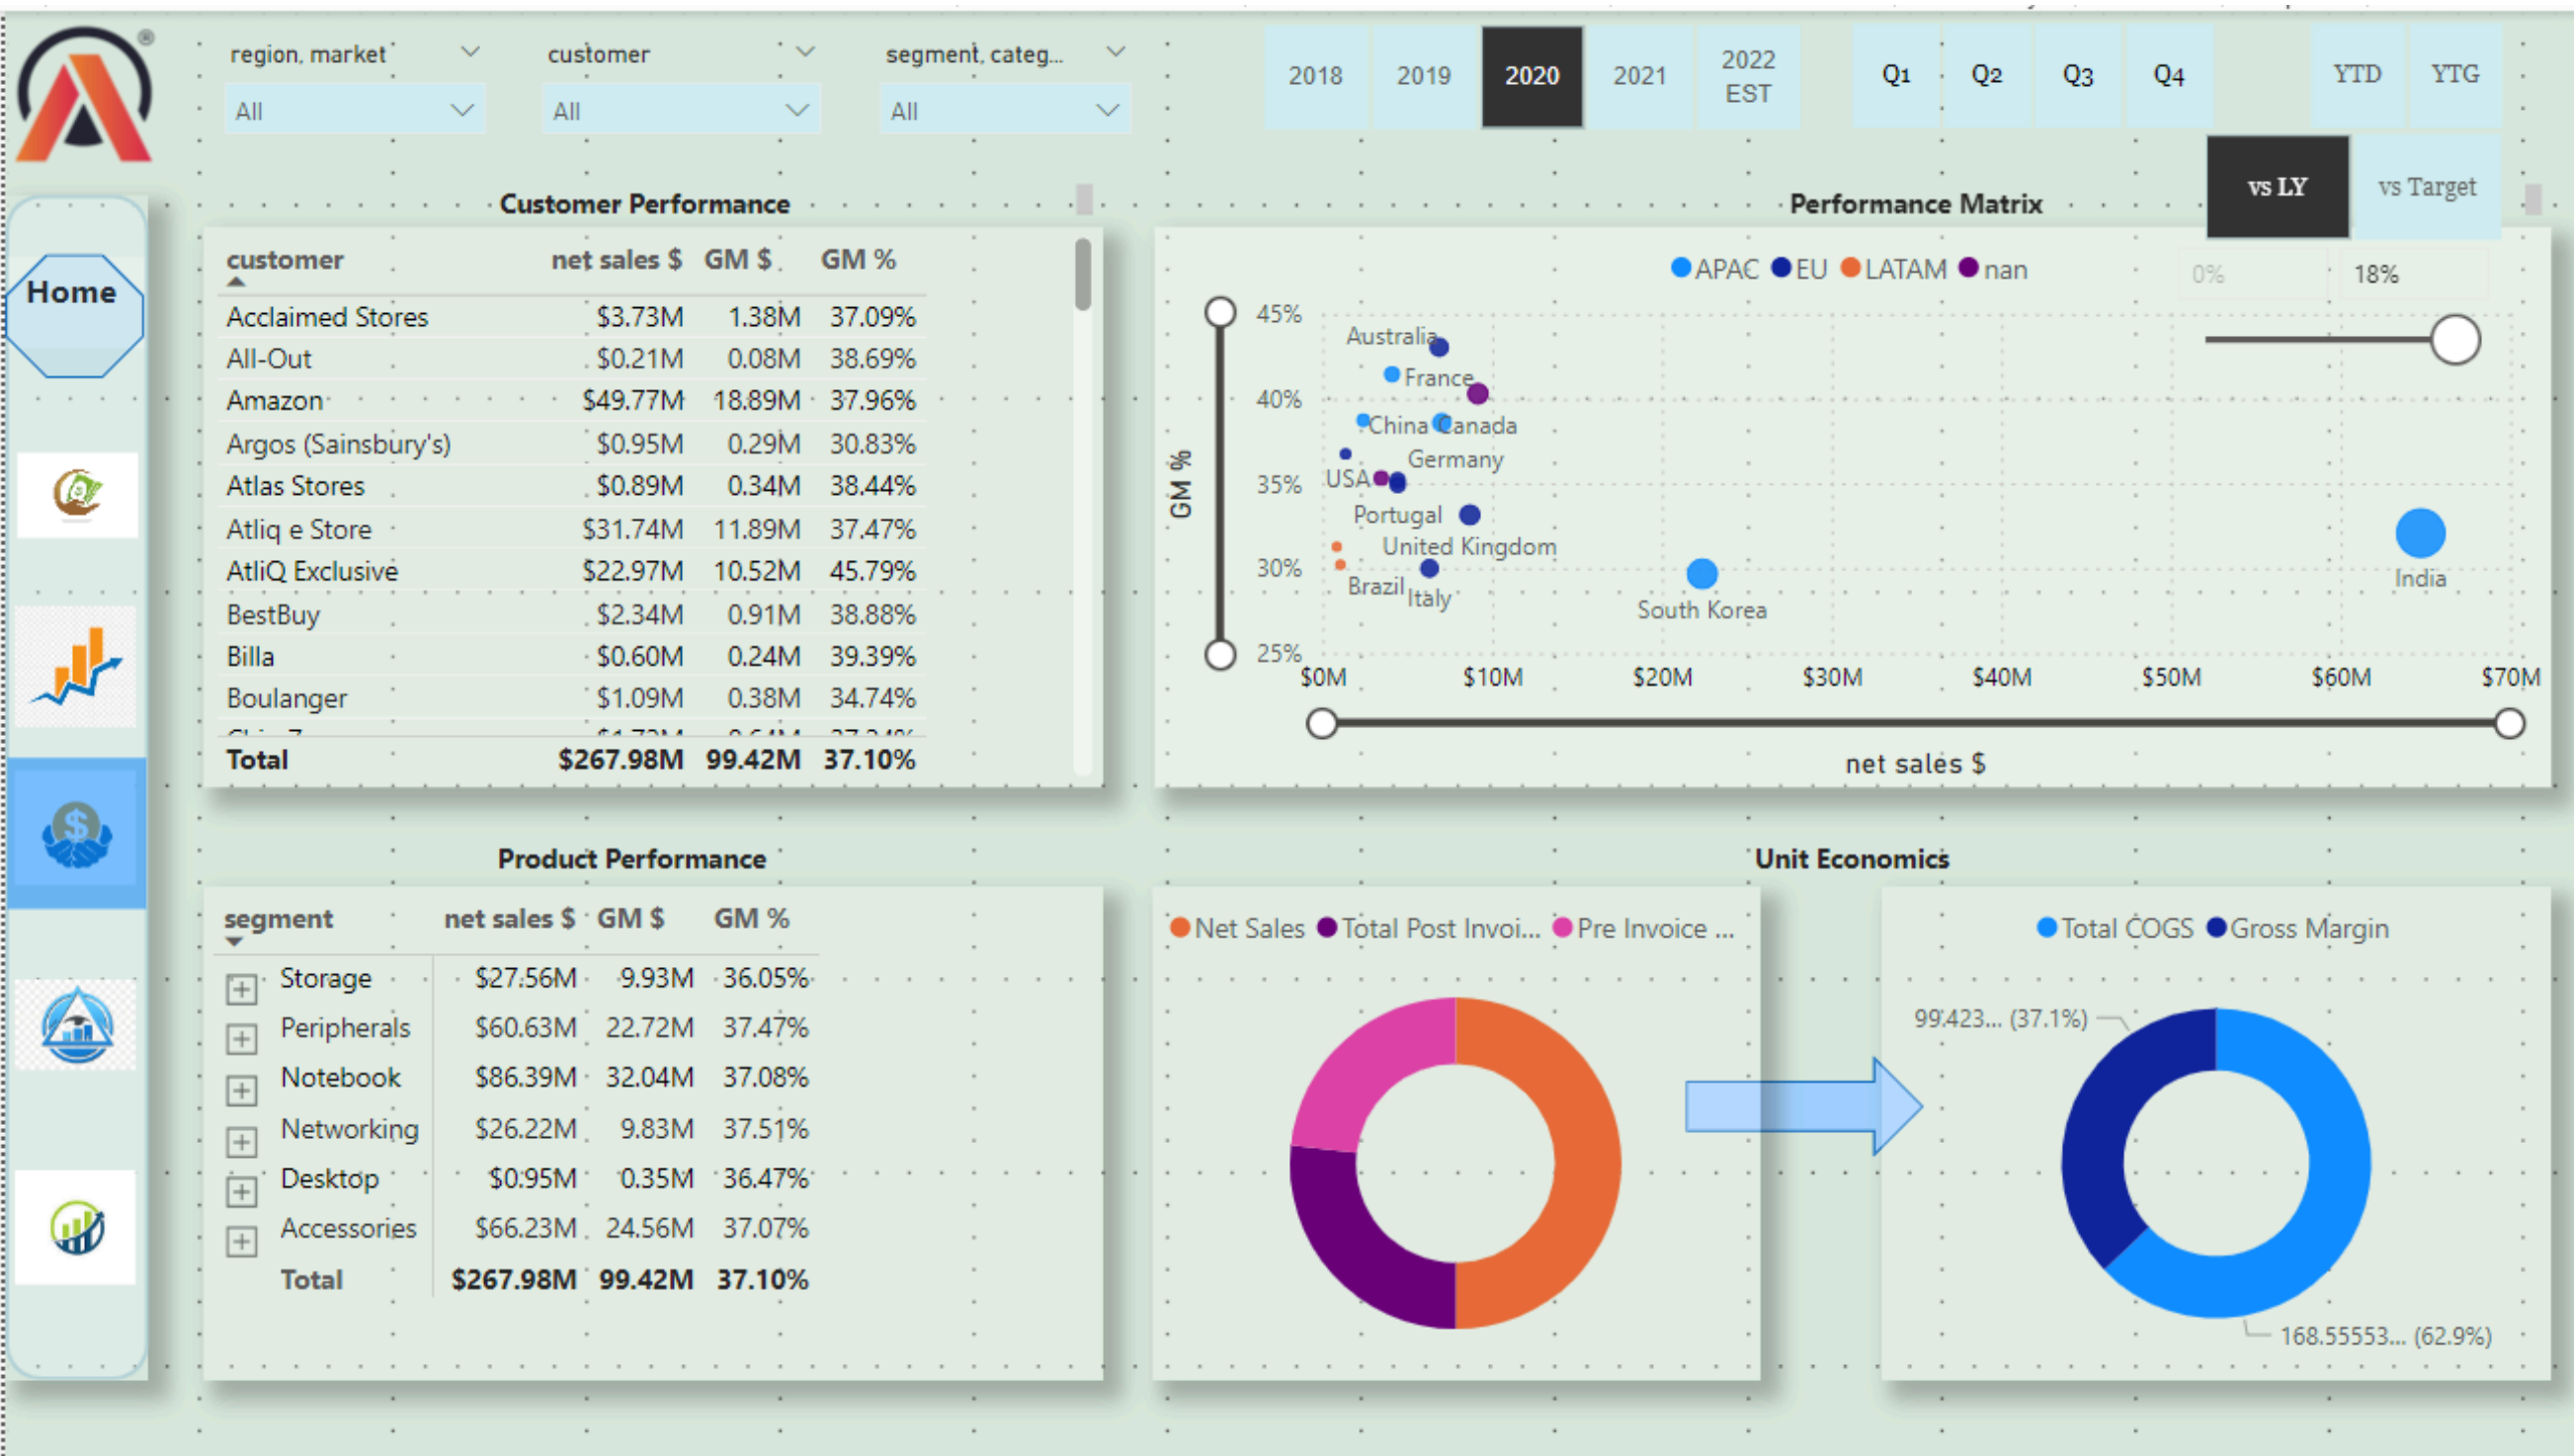 ®
region, market
customer
segment, categ...
All
All
All
2018
2019
2020
2021
2022
EST
Q1
Q2
Q3
Q4
YTD
YTG
vs LY
vs Target
Home
Customer Performance
customer net sales $ GM $ GM %
Acclaimed Stores $3.73M 1.38M 37.09%
All-Out $0.21M 0.08M 38.69%
Amazon $49.77M 18.89M 37.96%
Argos (Sainsbury's) $0.95M 0.29M 30.83%
Atlas Stores $0.89M 0.34M 38.44%
Atliq e Store $31.74M 11.89M 37.47%
AtliQ Exclusive $22.97M 10.52M 45.79%
BestBuy $2.34M 0.91M 38.88%
Billa $0.60M 0.24M 39.39%
Boulanger $1.09M 0.38M 34.74%
Total $267.98M 99.42M 37.10%
Performance Matrix
APAC EU LATAM nan
0%
18%
GM %
45%
40%
35%
30%
25%
Australia
France
China
Canada
Germany
USA
Portugal
United Kingdom
Brazil
Italy
South Korea
India
$0M $10M $20M $30M $40M $50M $60M $70M
net sales $
Product Performance
segment net sales $ GM $ GM %
Storage $27.56M 9.93M 36.05%
Peripherals $60.63M 22.72M 37.47%
Notebook $86.39M 32.04M 37.08%
Networking $26.22M 9.83M 37.51%
Desktop $0.95M 0.35M 36.47%
Accessories $66.23M 24.56M 37.07%
Total $267.98M 99.42M 37.10%
Unit Economics
Net Sales Total Post Invoi... Pre Invoice ...
Total COGS Gross Margin
99.423... (37.1%)
168.55553... (62.9%)